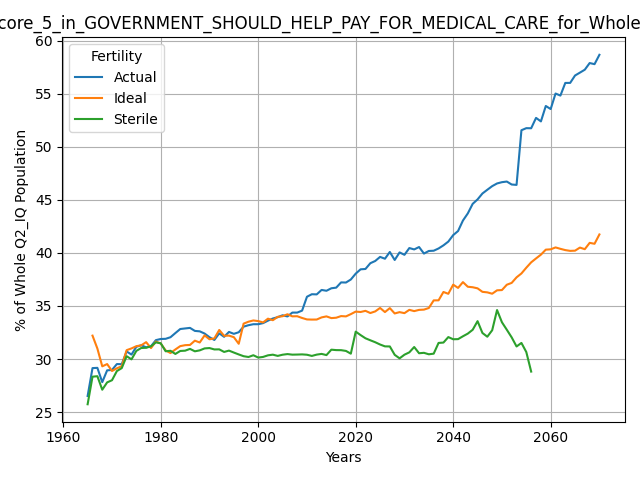 core_5_in_GOVERNMENT_SHOULD_HELP_PAY_FOR_MEDICAL_CARE_for_Whole
Fertility
Actual
Ideal
Sterile
% of Whole Q2_IQ Population
60
55
50
45
40
35
30
25
1960
1980
2000
2020
2040
2060
Years